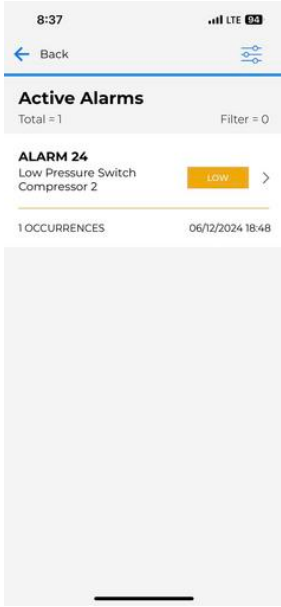 8:37 LTE 94
Back
Active Alarms
Total = 1 Filter = 0
ALARM 24
Low Pressure Switch
Compressor 2
LOW
1 OCCURRENCES 06/12/2024 18:48